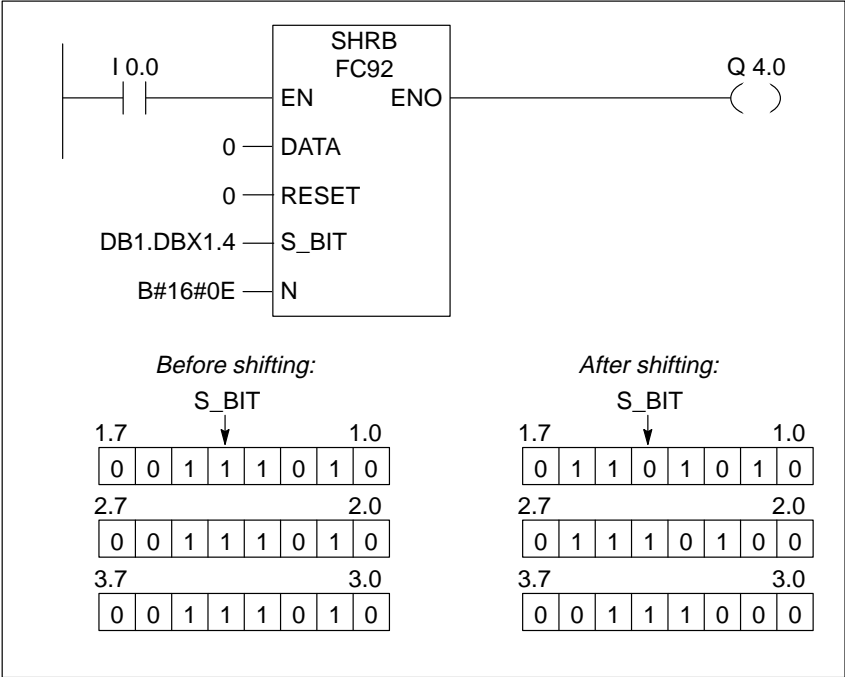 SHRB
FC92
I 0.0
Q 4.0
EN ENO
0 DATA
0 RESET
DB1.DBX1.4 S_BIT
B#16#0E N
Before shifting:
S_BIT
1.7 1.0
0 0 1 1 1 0 1 0
2.7 2.0
0 0 1 1 1 0 1 0
3.7 3.0
0 0 1 1 1 0 1 0
After shifting:
S_BIT
1.7 1.0
0 1 1 0 1 0 1 0
2.7 2.0
0 1 1 1 0 1 0 0
3.7 3.0
0 0 1 1 1 0 0 0